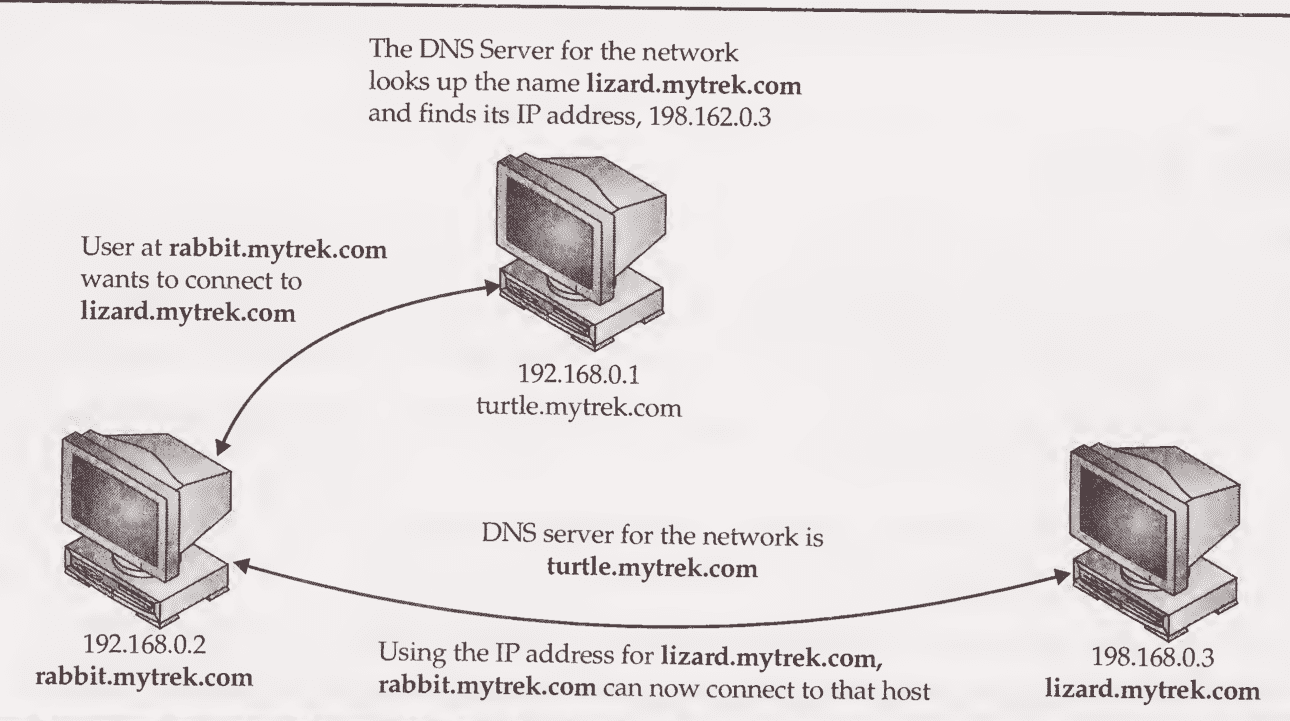 The DNS Server for the network
looks up the name lizard.mytrek.com
and finds its IP address, 198.162.0.3
User at rabbit.mytrek.com
wants to connect to
lizard.mytrek.com
192.168.0.1
turtle.mytrek.com
DNS server for the network is
turtle.mytrek.com
192.168.0.2
rabbit.mytrek.com
Using the IP address for lizard.mytrek.com,
rabbit.mytrek.com can now connect to that host
198.168.0.3
lizard.mytrek.com